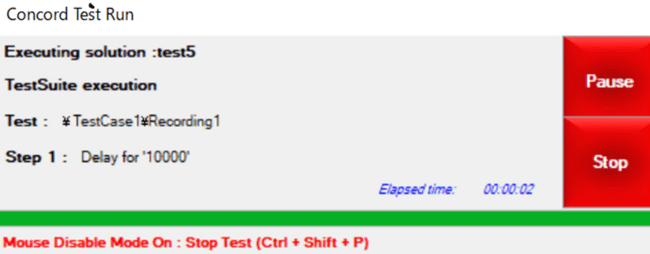 Concord Test Run
Executing solution :test5
TestSuite execution
Pause
Test : ¥ TestCase1¥Recording1
Step 1 : Delay for '10000'
Stop
Elapsed time: 00:00:02
Mouse Disable Mode On : Stop Test (Ctrl + Shift + P)